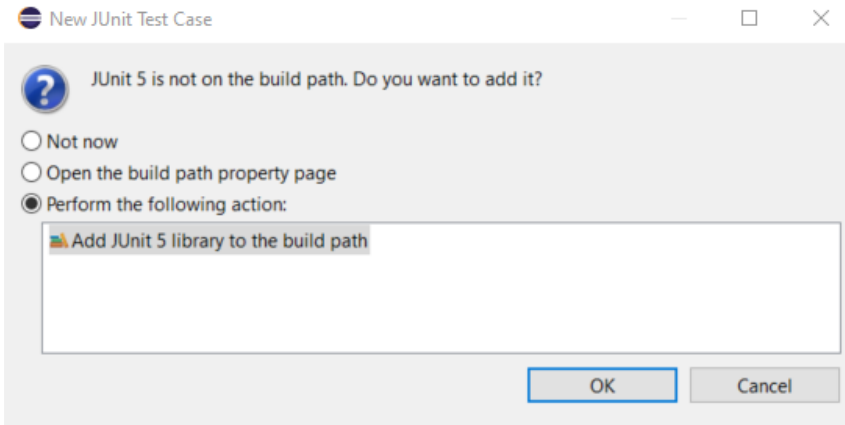 New JUnit Test Case
JUnit 5 is not on the build path. Do you want to add it?
Not now
Open the build path property page
Perform the following action:
Add JUnit 5 library to the build path
OK
Cancel